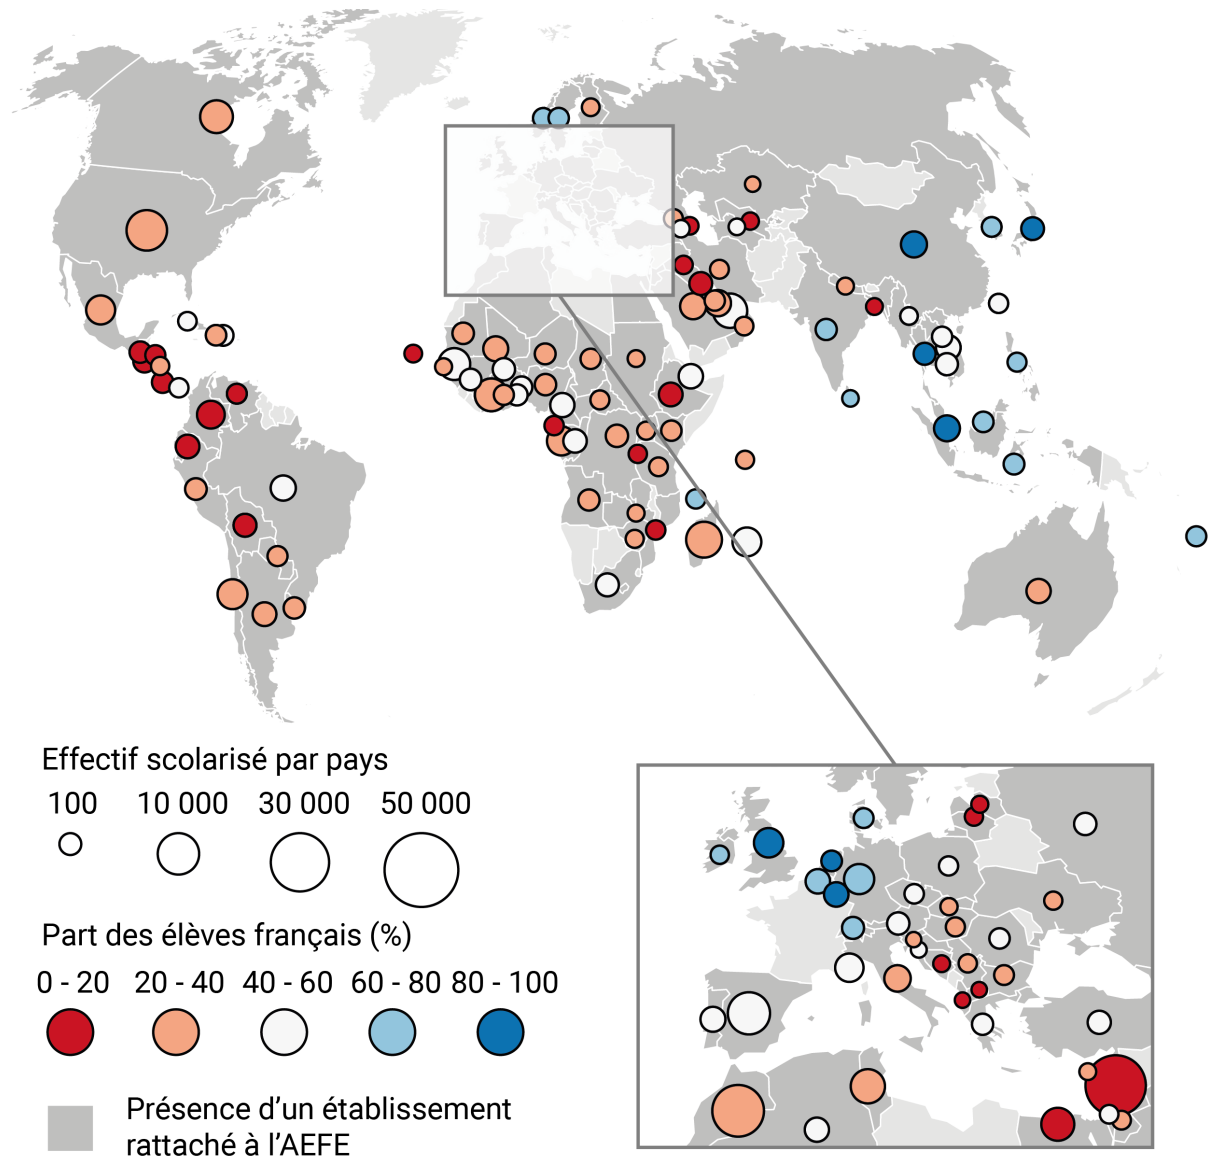 Effectif scolarisé par pays
100 10 000 30 000 50 000
Part des élèves français (%)
0 - 20 20 - 40 40 - 60 60 - 80 80 - 100
Présence d’un établissement
rattaché à l’AEFE